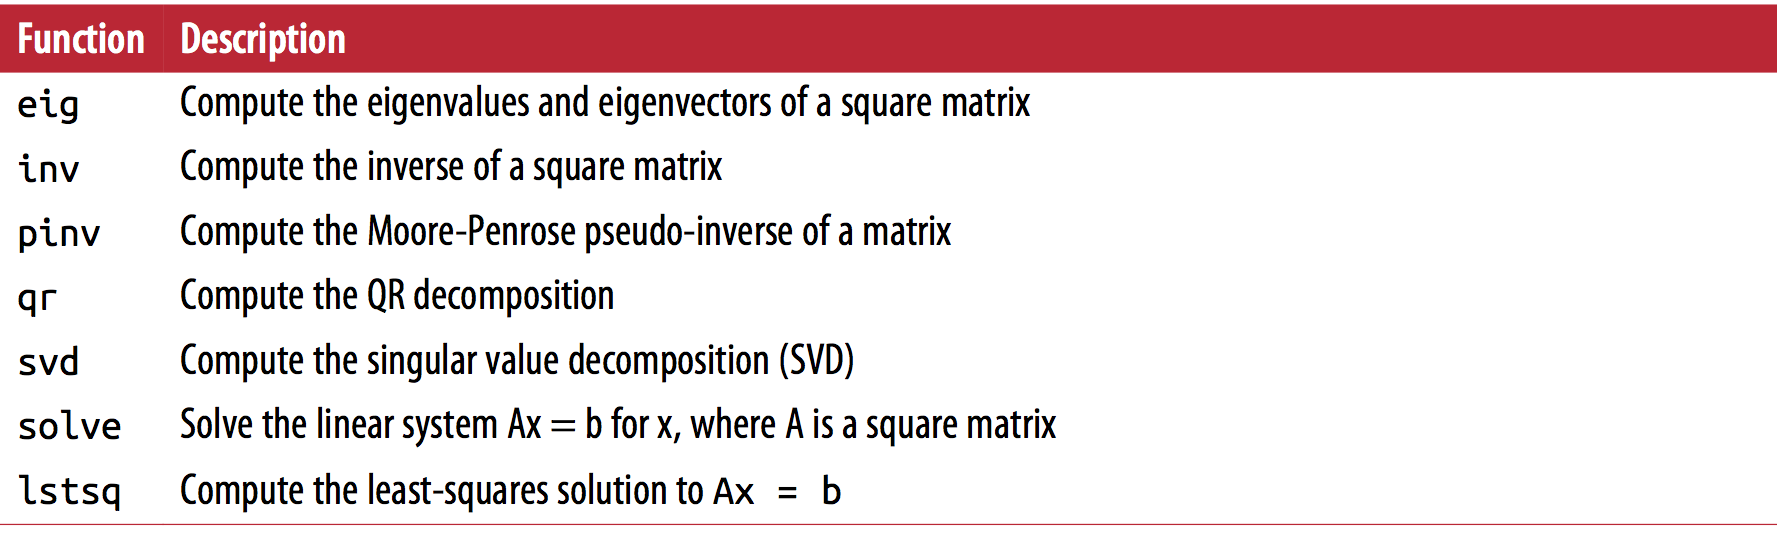 Function Description
eig Compute the eigenvalues and eigenvectors of a square matrix
inv Compute the inverse of a square matrix
pinv Compute the Moore-Penrose pseudo-inverse of a matrix
qr Compute the QR decomposition
svd Compute the singular value decomposition (SVD)
solve Solve the linear system Ax = b for x, where A is a square matrix
lstsq Compute the least-squares solution to Ax = b